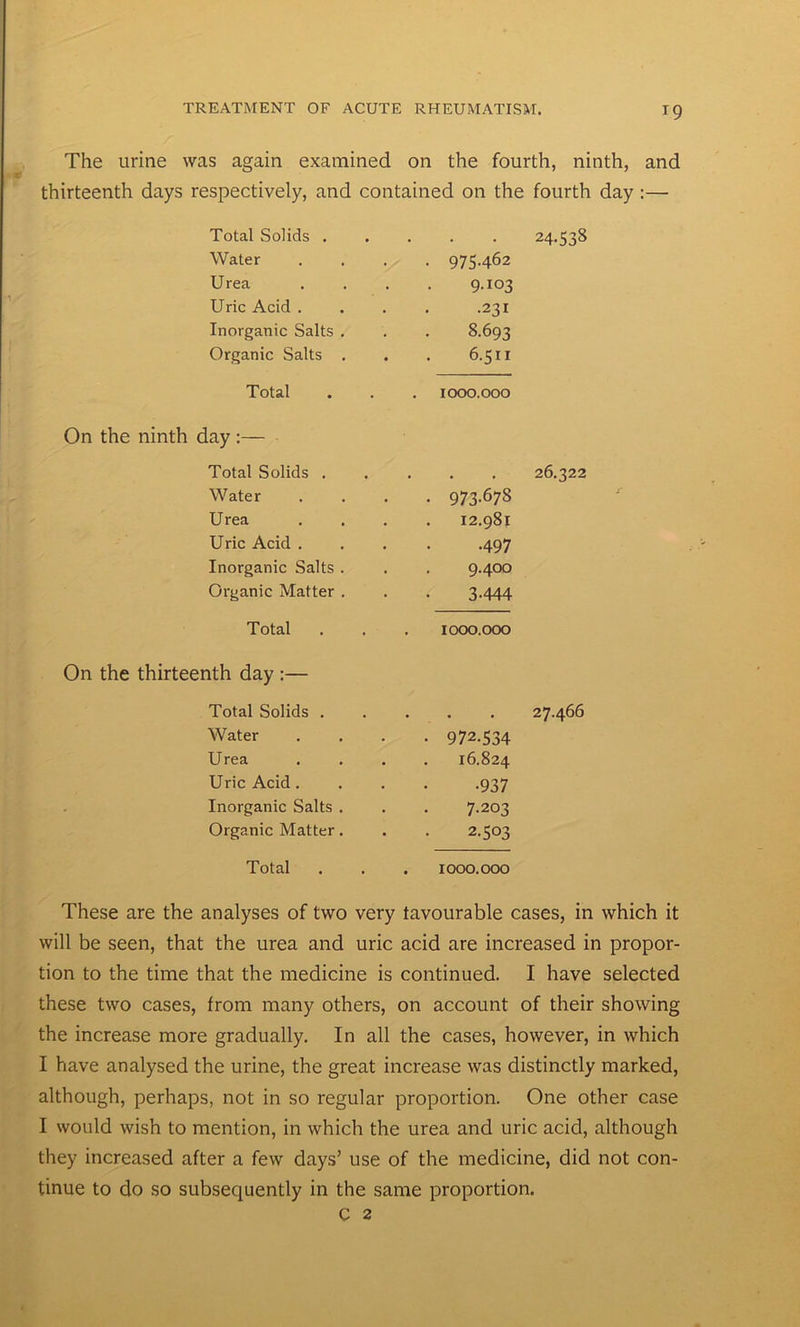 TREATMENT OF ACUTE RHEUMATISM. 19
The urine was again examined on the fourth, ninth, and
thirteenth days respectively, and contained on the fourth day :—
Total Solids . . . . . 24.538
Water . . . . 975.462
Urea . . . . 9.103
Uric Acid . . . . .231
Inorganic Salts . . . 8.693
Organic Salts . . . 6.511
Total . . . 1000.000
On the ninth day :—
Total Solids . . . . . 26.322
Water . . . . 973.678
Urea . . . . 12.981
Uric Acid . . . . .497
Inorganic Salts . . . 9.400
Organic Matter . . . 3.444
Total . . . 1000.000
On the thirteenth day :—
Total Solids . . . . . 27.466
Water . . . . 972.534
Urea . . . . 16.824
Uric Acid . . . . .937
Inorganic Salts . . . 7.203
Organic Matter . . . 2.503
Total . . . 1000.000
These are the analyses of two very favourable cases, in which it
will be seen, that the urea and uric acid are increased in propor-
tion to the time that the medicine is continued. I have selected
these two cases, from many others, on account of their showing
the increase more gradually. In all the cases, however, in which
I have analysed the urine, the great increase was distinctly marked,
although, perhaps, not in so regular proportion. One other case
I would wish to mention, in which the urea and uric acid, although
they increased after a few days' use of the medicine, did not con-
tinue to do so subsequently in the same proportion.
C 2